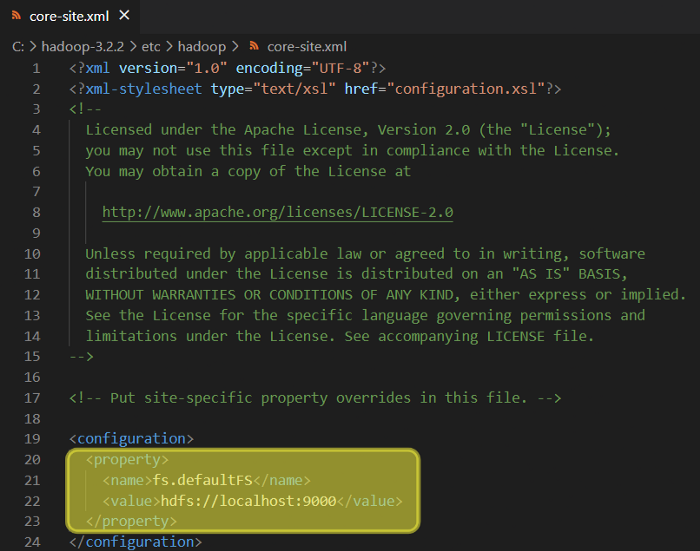 core-site.xml ×
C: > hadoop-3.2.2 > etc > hadoop > core-site.xml
1 <?xml version="1.0" encoding="UTF-8"?>
2 <?xml-stylesheet type="text/xsl" href="configuration.xsl"?>
3 <!--
4 Licensed under the Apache License, Version 2.0 (the "License");
5 you may not use this file except in compliance with the License.
6 You may obtain a copy of the License at
7
8 http://www.apache.org/licenses/LICENSE-2.0
9
10 Unless required by applicable law or agreed to in writing, software
11 distributed under the License is distributed on an "AS IS" BASIS,
12 WITHOUT WARRANTIES OR CONDITIONS OF ANY KIND, either express or implied.
13 See the License for the specific language governing permissions and
14 limitations under the License. See accompanying LICENSE file.
15 -->
16
17 <!-- Put site-specific property overrides in this file. -->
18
19 <configuration>
20 <property>
21 <name>fs.defaultFS</name>
22 <value>hdfs://localhost:9000</value>
23 </property>
24 </configuration>